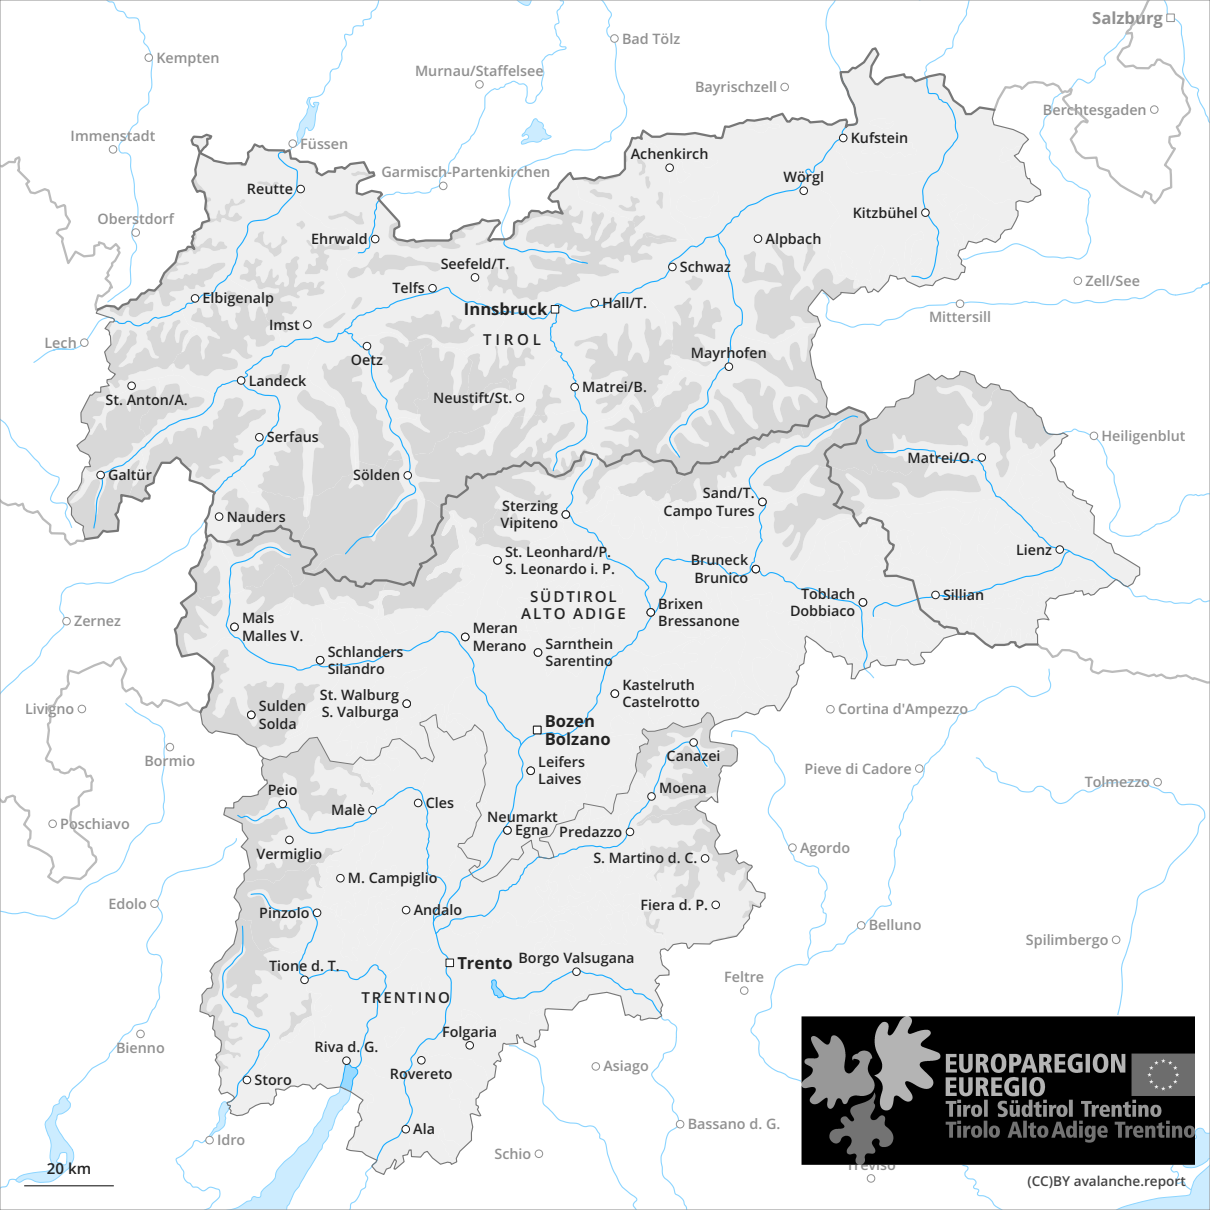 Salzburg
Bad Tölz
Kempten
Murnau/Staffelsee
Bayrischzell
Berchtesgaden
Immenstadt
Füssen
Kufstein
Achenkirch
Garmisch-Partenkirchen
Wörgl
Reutte
Oberstdorf
Kitzbühel
Ehrwald
Alpbach
Seefeld/T.
Schwaz
Zell/See
Telfs
Elbigenalp
Hall/T.
Innsbruck
Mittersill
Imst
TIROL
Lech
Mayrhofen
Oetz
Landeck
Matrei/B.
St. Anton/A.
Neustift/St.
Serfaus
Heiligenblut
Matrei/O.
Galtür
Sölden
Sand/T.
Campo Tures
Sterzing
Vipiteno
Nauders
St. Leonhard/P.
S. Leonardo i. P.
Lienz
Bruneck
Brunico
SÜDTIROL
ALTO ADIGE
Toblach
Dobbiaco
Sillian
Brixen
Bressanone
Zernez
Mals
Malles V.
Meran
Merano
Sarnthein
Sarentino
Schlanders
Silandro
Kastelruth
Castelrotto
St. Walburg
S. Valburga
Livigno
Sulden
Solda
Cortina d'Ampezzo
Bozen
Bolzano
Canazei
Bormio
Leifers
Laives
Pieve di Cadore
Tolmezzo
Peio
Moena
Malè
Cles
Neumarkt
Egna
Predazzo
Poschiavo
Vermiglio
S. Martino d. C.
Agordo
M. Campiglio
Edolo
Pinzolo
Andalo
Fiera d. P.
Belluno
Spilimbergo
Trento
Borgo Valsugana
Tione d. T.
Feltre
TRENTINO
Folgaria
Bienno
Riva d. G.
Asiago
Rovereto
Storo
EUROPAREGION
EUREGIO
Tirol Südtirol Trentino
Tirolo Alto Adige Trentino
Bassano d. G.
Ala
Idro
Schio
Treviso
20 km
(CC)BY avalanche.report